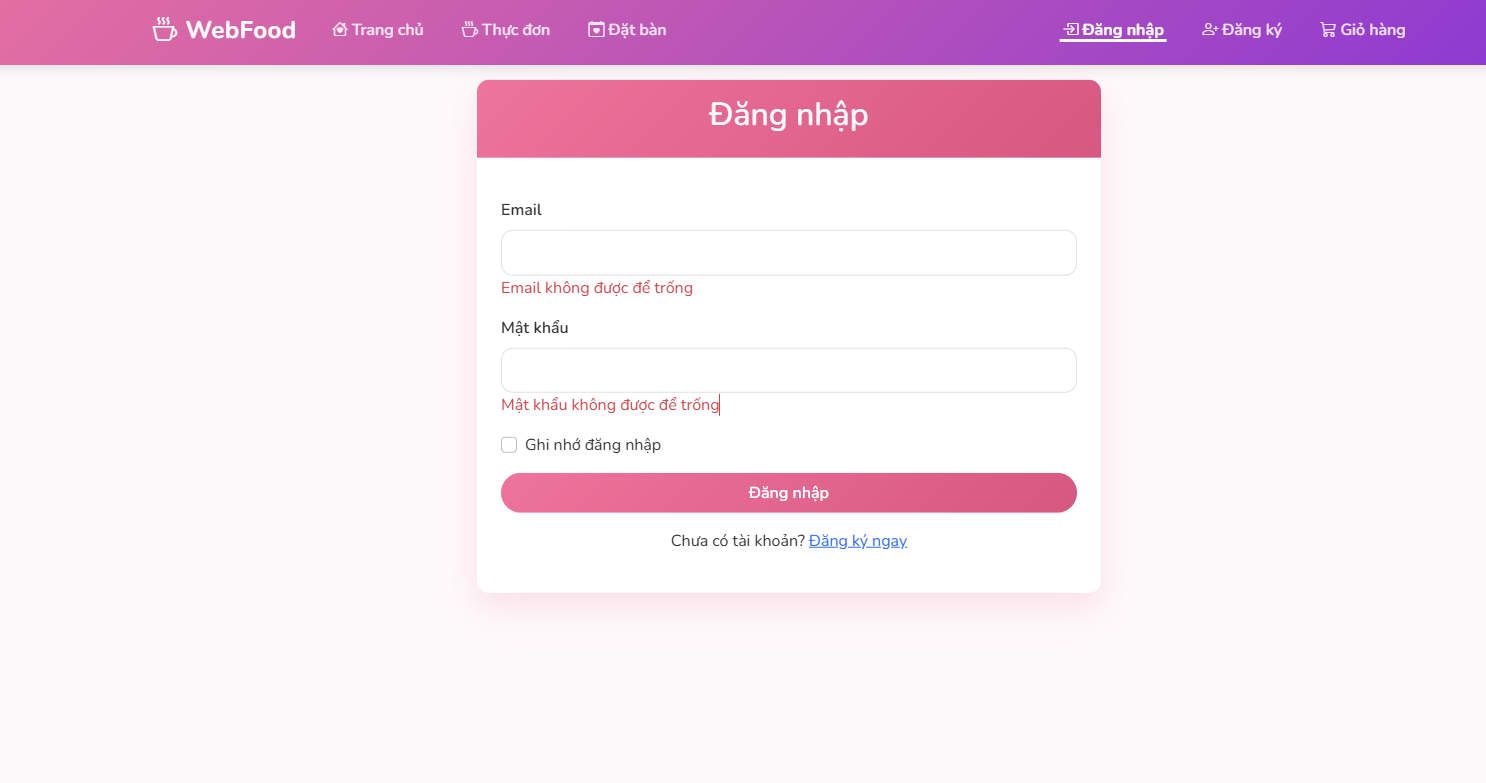 WebFood Trang chủ Thực đơn Đặt bàn Đăng nhập Đăng ký Giỏ hàng
Đăng nhập
Email
Email không được để trống
Mật khẩu
Mật khẩu không được để trống
Ghi nhớ đăng nhập
Đăng nhập
Chưa có tài khoản? Đăng ký ngay